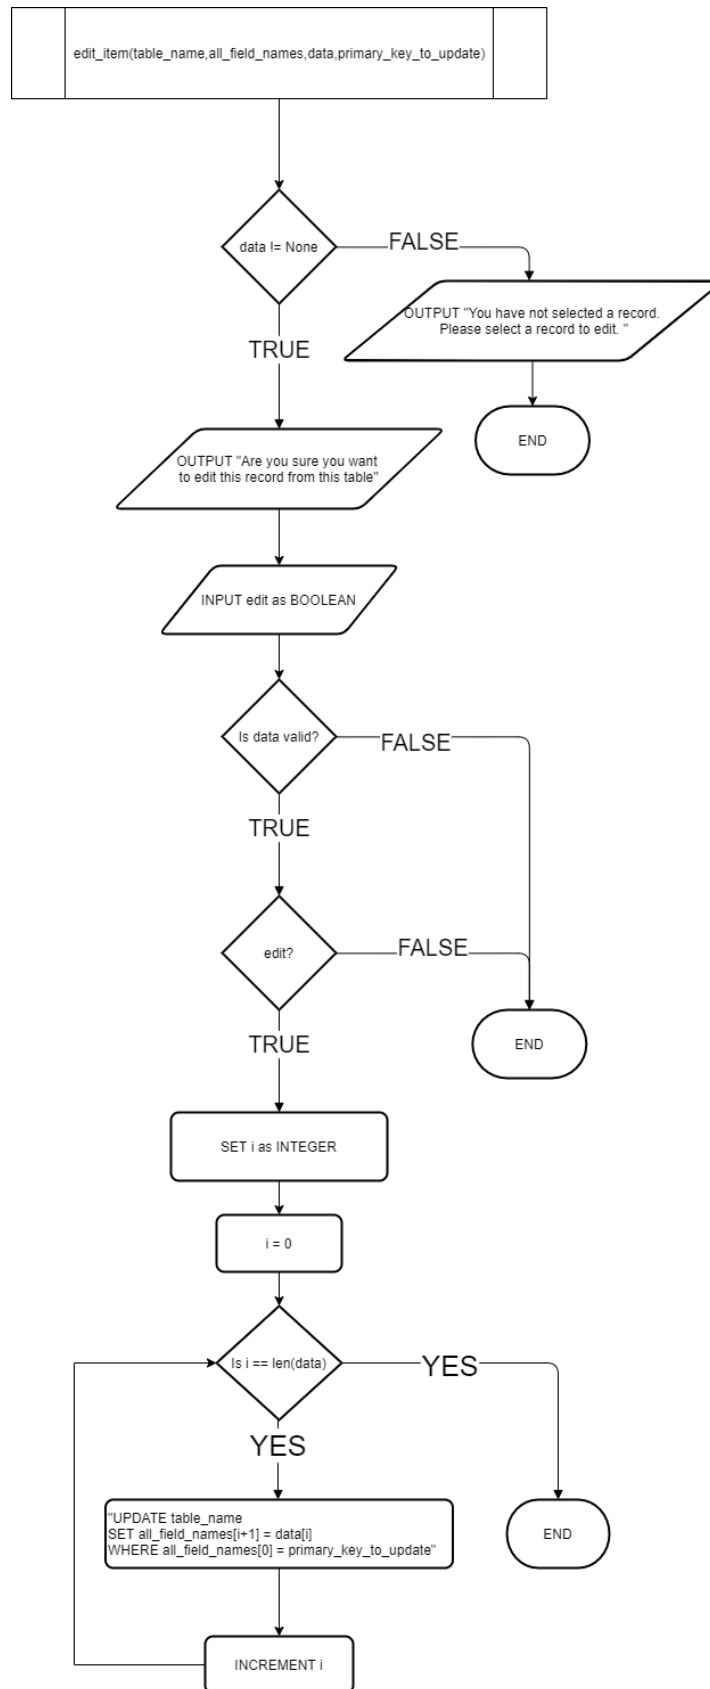 edit_item(table_name,all_field_names,data,primary_key_to_update)
data != None
FALSE
OUTPUT "You have not selected a record.
Please select a record to edit. "
TRUE
END
OUTPUT "Are you sure you want
to edit this record from this table"
INPUT edit as BOOLEAN
Is data valid?
FALSE
TRUE
edit?
FALSE
TRUE
END
SET i as INTEGER
i = 0
Is i == len(data)
YES
YES
"UPDATE table_name
SET all_field_names[i+1] = data[i]
WHERE all_field_names[0] = primary_key_to_update"
END
INCREMENT i